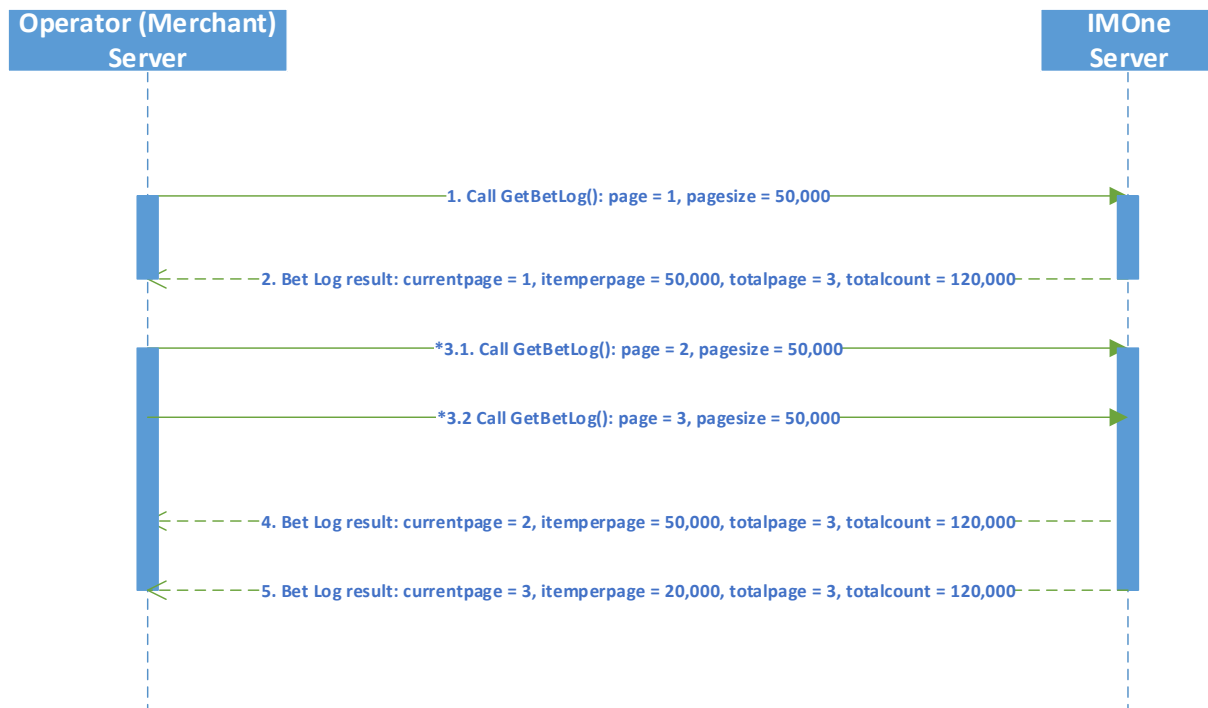 Operator (Merchant)
Server
IMOne
Server
1. Call GetBetLog(): page = 1, pagesize = 50,000
2. Bet Log result: currentpage = 1, itemperpage = 50,000, totalpage = 3, totalcount = 120,000
*3.1. Call GetBetLog(): page = 2, pagesize = 50,000
*3.2 Call GetBetLog(): page = 3, pagesize = 50,000
4. Bet Log result: currentpage = 2, itemperpage = 50,000, totalpage = 3, totalcount = 120,000
5. Bet Log result: currentpage = 3, itemperpage = 20,000, totalpage = 3, totalcount = 120,000